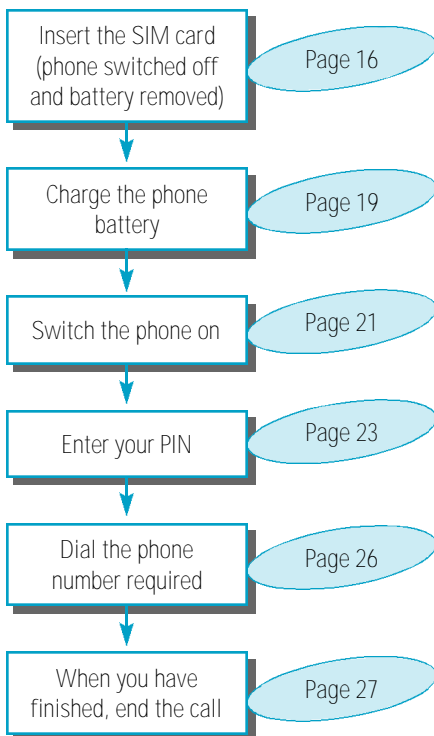 Insert the SIM card
(phone switched off
and battery removed)
Page 16
Charge the phone
battery
Page 19
Switch the phone on
Page 21
Enter your PIN
Page 23
Dial the phone
number required
Page 26
When you have
finished, end the call
Page 27